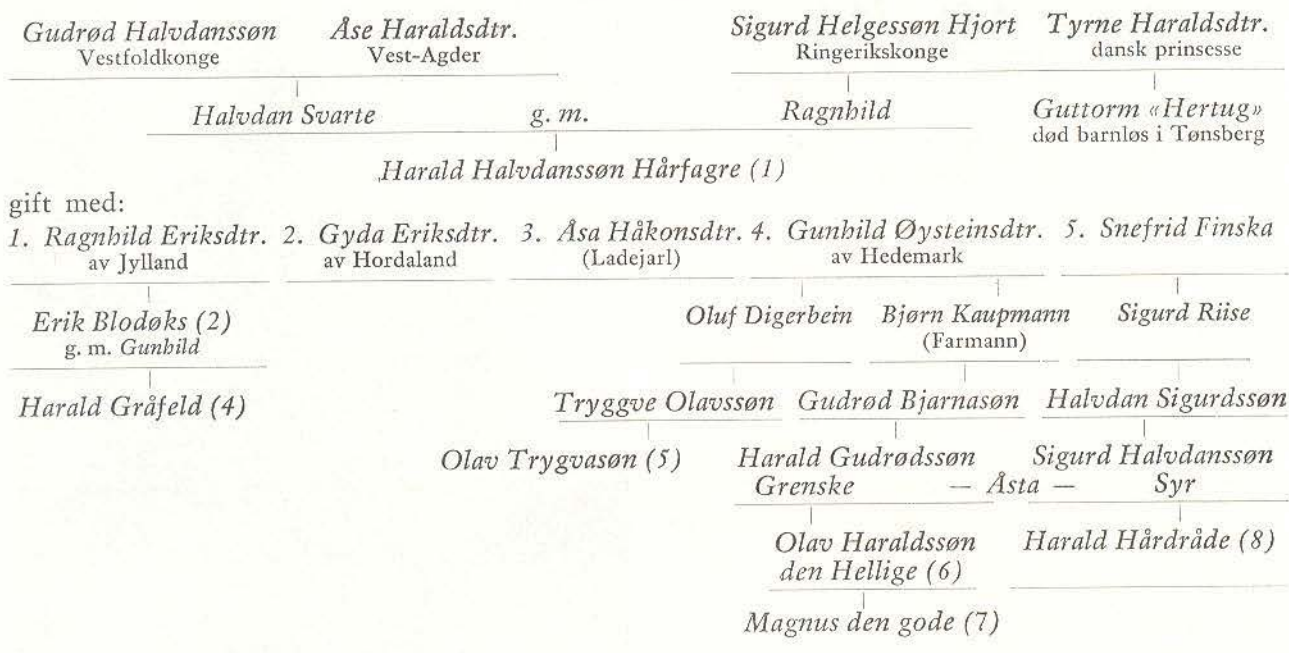 Gudrød Halvdanssøn Åse Haraldsdtr. Sigurd Helgessøn Hjort Tyrne Haraldsdtr.
Vestfoldkonge Vest-Agder Ringerikskonge dansk prinsesse
Halvdan Svarte g. m. Ragnhild Guttorm «Hertug»
død barnløs i Tønsberg
Harald Halvdanssøn Hårfagre (1)
gift med:
1. Ragnhild Eriksdtr. 2. Gyda Eriksdtr. 3. Åsa Håkonsdtr. 4. Gunhild Øysteinsdtr. 5. Snefrid Finska
av Jylland av Hordaland (Ladejarl) av Hedemark
Erik Blodøks (2) Oluf Digerbein Bjørn Kaupmann Sigurd Riise
g. m. Gunhild (Farmann)
Harald Gråfeld (4) Tryggve Olavssøn Gudrød Bjarnasøn Halvdan Sigurdssøn
Olav Trygvasøn (5) Harald Gudrødssøn Sigurd Halvdanssøn
Grenske — Åsta — Syr
Olav Haraldssøn Harald Hårdråde (8)
den Hellige (6)
Magnus den gode (7)